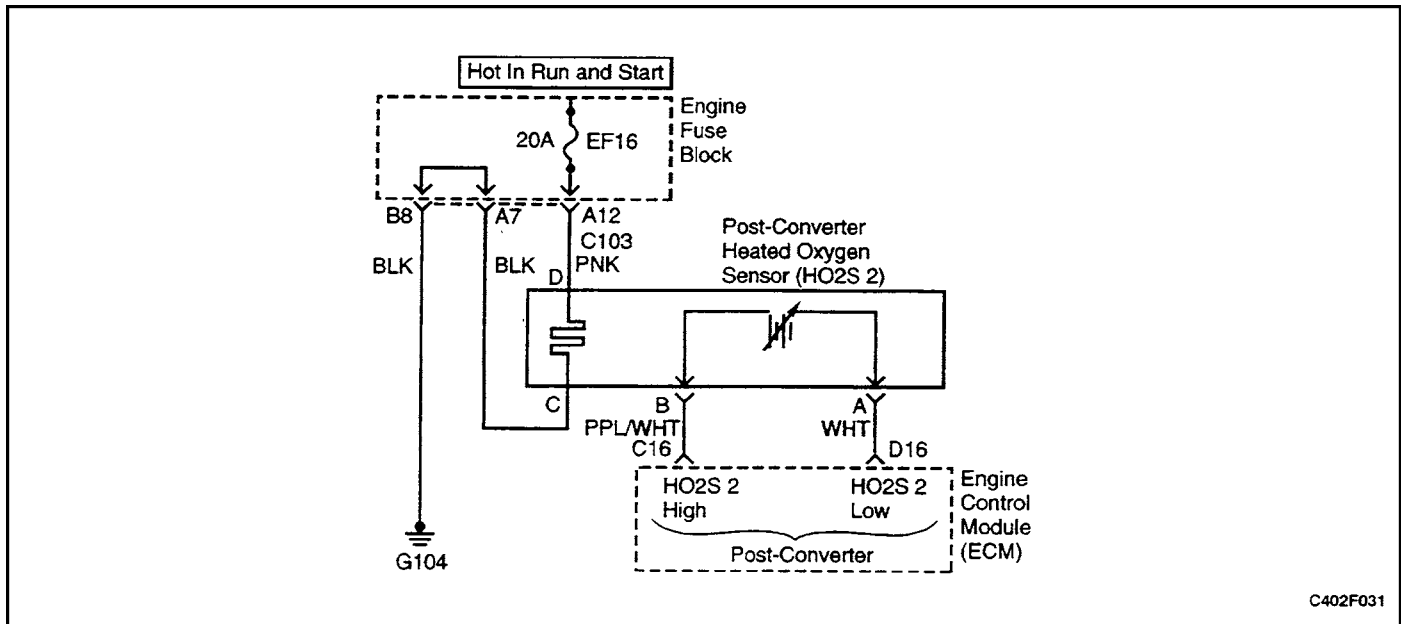 Hot In Run and Start
Engine
Fuse
Block
20A
EF16
B8
A7
A12
C103
BLK
BLK
PNK
D
Post-Converter
Heated Oxygen
Sensor (HO2S 2)
C
B
A
PPL/WHT
WHT
C16
D16
HO2S 2
High
HO2S 2
Low
Post-Converter
Engine
Control
Module
(ECM)
G104
C402F031